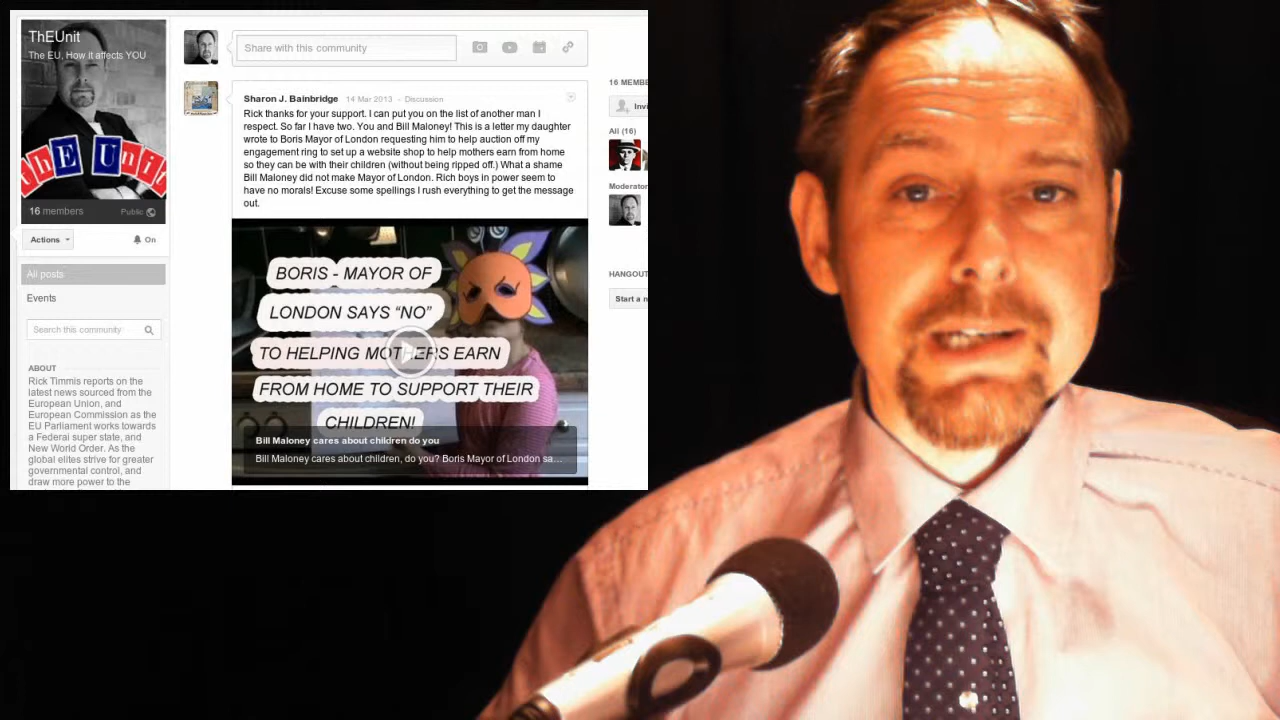 ThEUnit
The EU, How it affects YOU
thEUnit
16 members
Public
Actions
On
All posts
Events
Search this community
ABOUT
Rick Timmis reports on the
latest news sourced from the
European Union, and
European Commission as the
EU Parliament works towards
a Federal super state, and
New World Order. As the
global elites strive for greater
governmental control, and
draw more power to the
Share with this community
Sharon J. Bainbridge 14 Mar 2013 - Discussion
Rick thanks for your support. I can put you on the list of another man I
respect. So far I have two. You and Bill Maloney! This is a letter my daughter
wrote to Boris Mayor of London requesting him to help auction off my
engagement ring to set up a website shop to help mothers earn from home
so they can be with their children (without being ripped off.) What a shame
Bill Maloney did not make Mayor of London. Rich boys in power seem to
have no morals! Excuse some spellings I rush everything to get the message
out.
BORIS - MAYOR OF
LONDON SAYS “NO”
TO HELPING MOTHERS EARN
FROM HOME TO SUPPORT THEIR
CHILDREN!
Bill Maloney cares about children do you
Bill Maloney cares about children, do you? Boris Mayor of London sa...
16 MEMBE
Invi
All (16)
Moderator
HANGOUT
Start a n